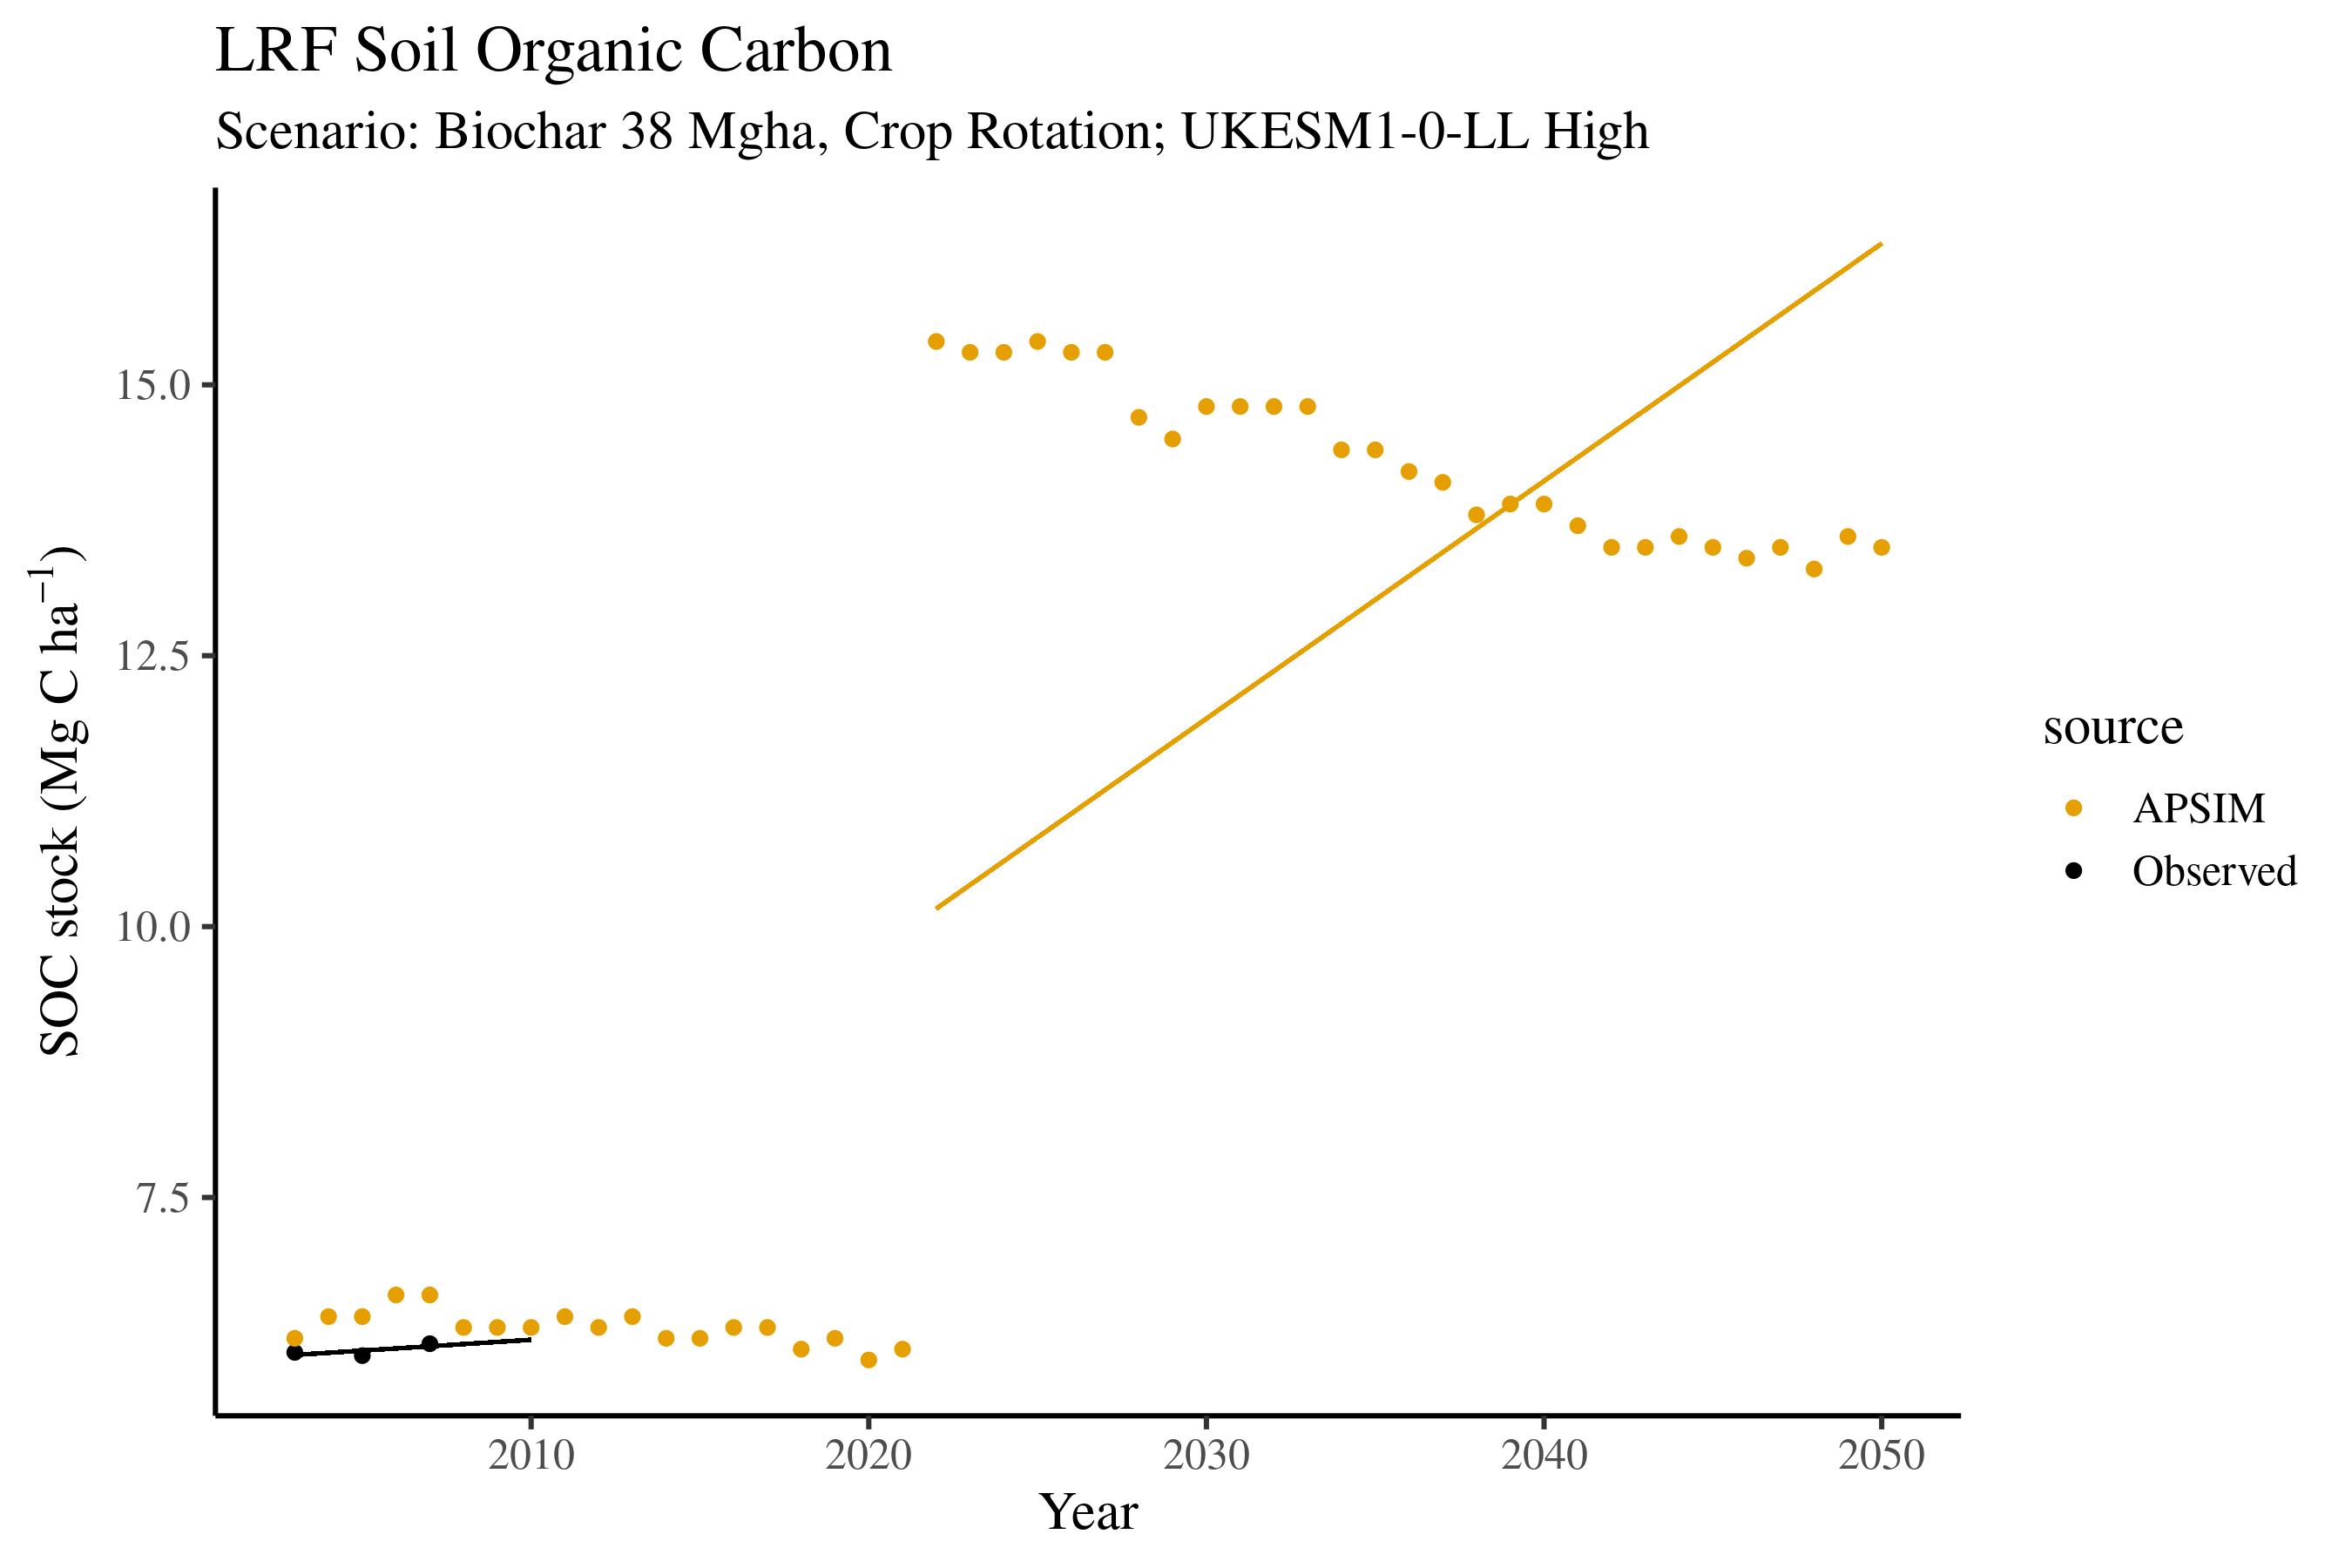 LRF Soil Organic Carbon
Scenario: Biochar 38 Mgha, Crop Rotation; UKESM1-0-LL High
SOC stock (Mg C ha⁻¹)
15.0
12.5
10.0
7.5
2010
2020
2030
2040
2050
Year
source
APSIM
Observed